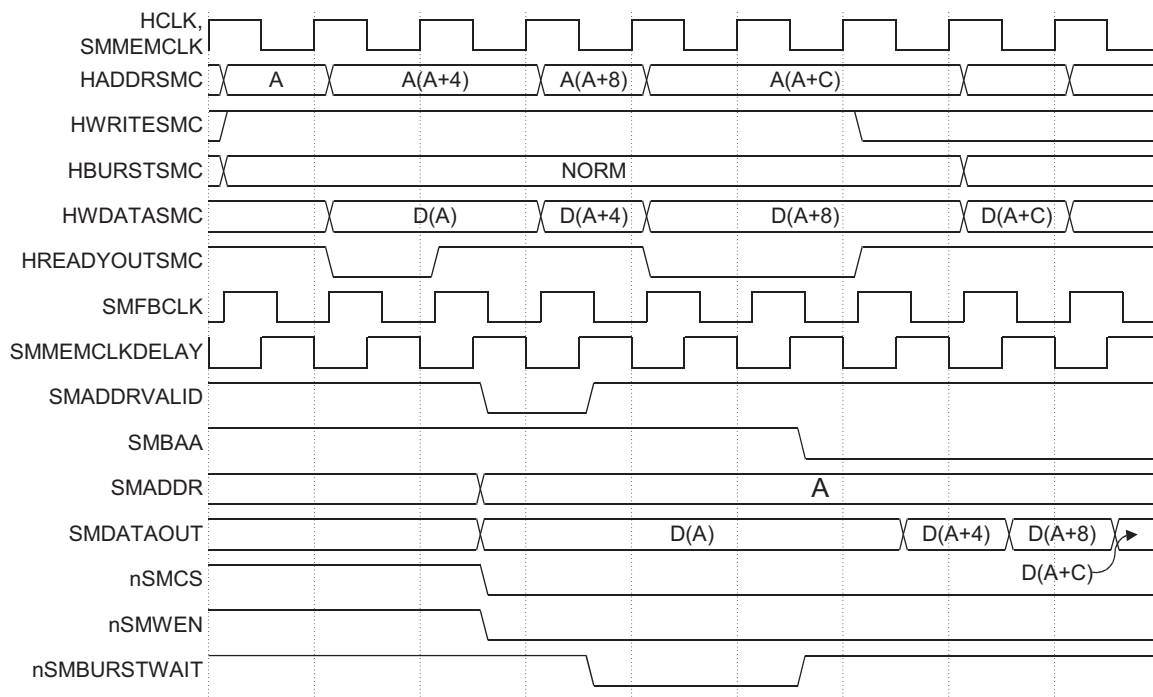 HCLK,
SMMEMCLK
HADDRSMC A A(A+4) A(A+8) A(A+C)
HWRITESMC
HBURSTSMC NORM
HWDATASMC D(A) D(A+4) D(A+8) D(A+C)
HREADYOUTSMC
SMFBCLK
SMMEMCLKDELAY
SMADDRVALID
SMBAA
SMADDR A
SMDATAOUT D(A) D(A+4) D(A+8)
nSMCS D(A+C)
nSMWEN
nSMBURSTWAIT